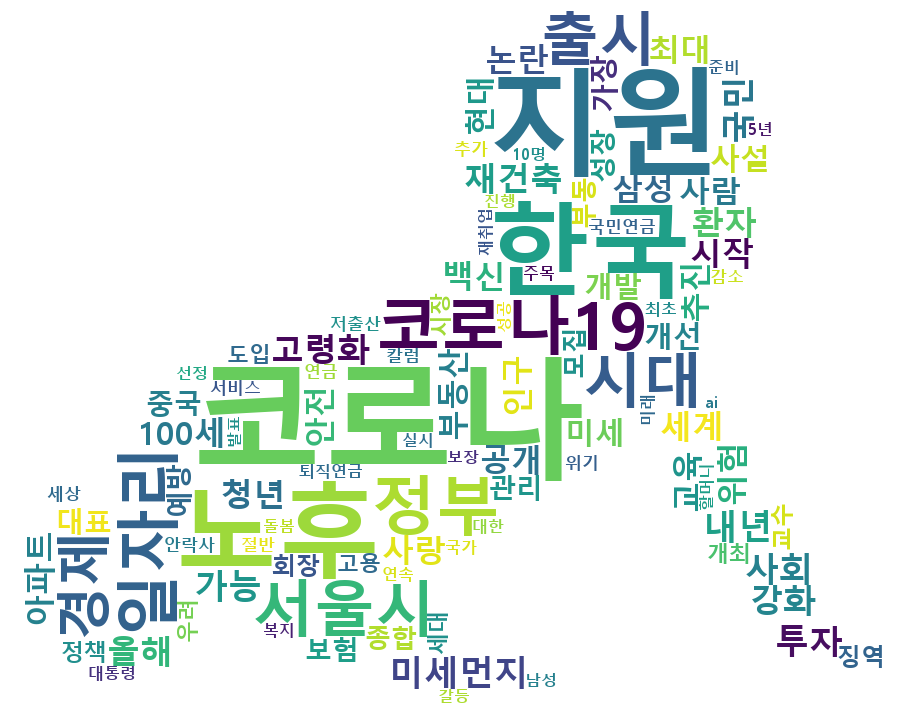 출시
논란
최대
준비
지원
가장
현대
국민
5년
추가
10명
성장
사설
재건축
부동
삼성
사람
진행
한국
재취업
국민연금
환자
시작
백신
주목
개발
추진
감소
코로나19
시장
성공
최초
저출산
도입
고령화
칼럼
모집
개선
선정
서비스
연금
코로나
부동산
인구
시대
미래
ai
중국
안전
100세
발표
실시
미세
세계
예방
퇴직연금
보장
공개
위기
교육
할머니
위험
세상
일자리
청년
노후
정부
관리
대표
돌봄
대한
내년
교수
아파트
경제
안락사
절반
사랑
국가
개최
회장
고용
연속
사회
가능
서울시
강화
우려
복지
종합
세대
정책
올해
보험
투자
징역
대통령
미세먼지
남성
갈등